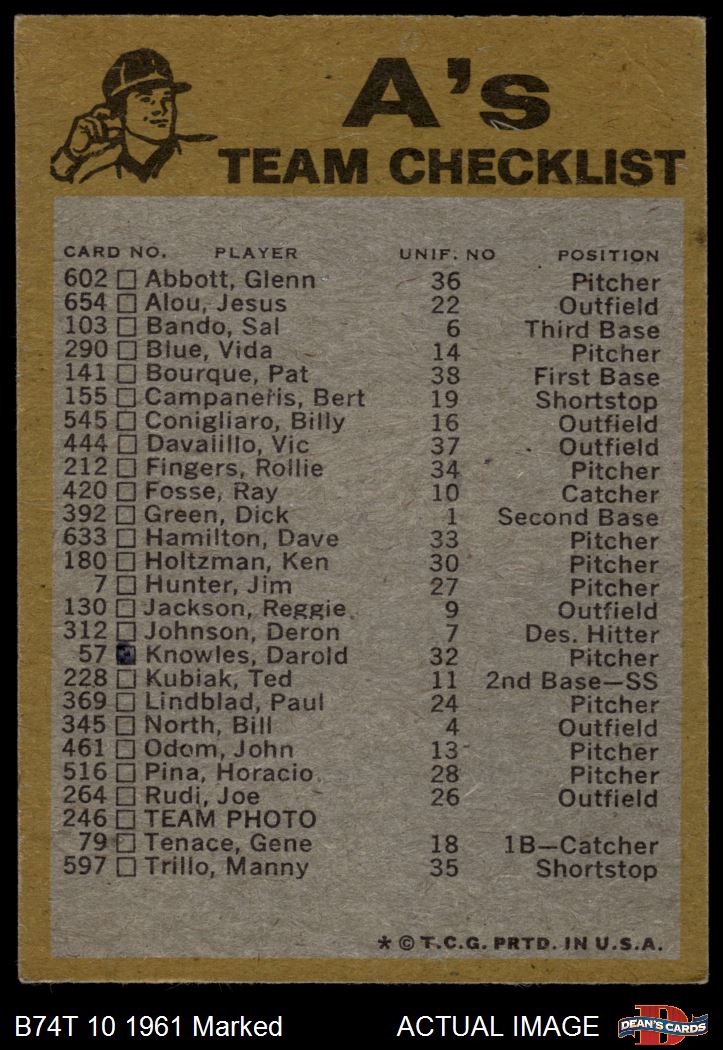 A's
TEAM CHECKLIST
CARD NO. PLAYER UNIF. NO POSITION
602 Abbott, Glenn 36 Pitcher
654 Alou, Jesus 22 Outfield
103 Bando, Sal 6 Third Base
290 Blue, Vida 14 Pitcher
141 Bourque, Pat 38 First Base
155 Campaneris, Bert 19 Shortstop
545 Conigliaro, Billy 16 Outfield
444 Davalillo, Vic 37 Outfield
212 Fingers, Rollie 34 Pitcher
420 Fosse, Ray 10 Catcher
392 Green, Dick 1 Second Base
633 Hamilton, Dave 33 Pitcher
180 Holtzman, Ken 30 Pitcher
7 Hunter, Jim 27 Pitcher
130 Jackson, Reggie 9 Outfield
312 Johnson, Deron 7 Des. Hitter
57 Knowles, Darold 32 Pitcher
228 Kubiak, Ted 11 2nd Base—SS
369 Lindblad, Paul 24 Pitcher
345 North, Bill 4 Outfield
461 Odom, John 13 Pitcher
516 Pina, Horacio 28 Pitcher
264 Rudi, Joe 26 Outfield
246 TEAM PHOTO
79 Tenace, Gene 18 1B—Catcher
597 Trillo, Manny 35 Shortstop
* © T.C.G. PRTD. IN U.S.A.
B74T 10 1961 Marked ACTUAL IMAGE D DEAN'S CARDS